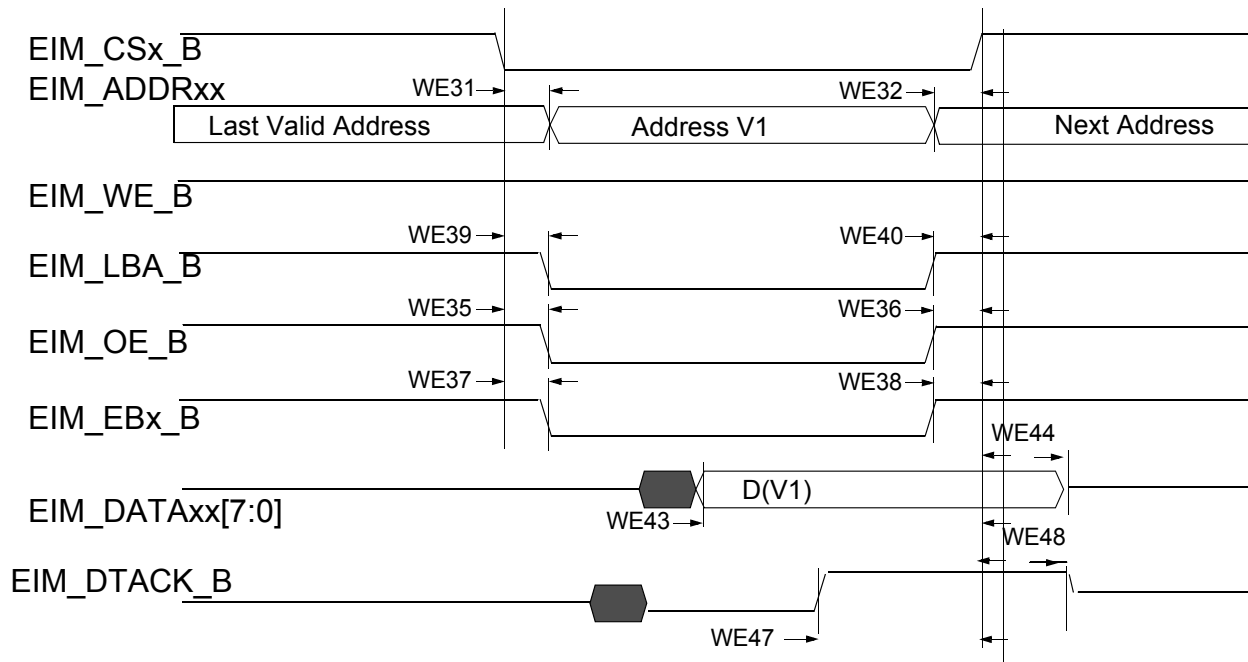 EIM_CSx_B
EIM_ADDRxx
WE31
WE32
Last Valid Address
Address V1
Next Address
EIM_WE_B
WE39
WE40
EIM_LBA_B
WE35
WE36
EIM_OE_B
WE37
WE38
EIM_EBx_B
WE44
D(V1)
EIM_DATAxx[7:0]
WE43
WE48
EIM_DTACK_B
WE47